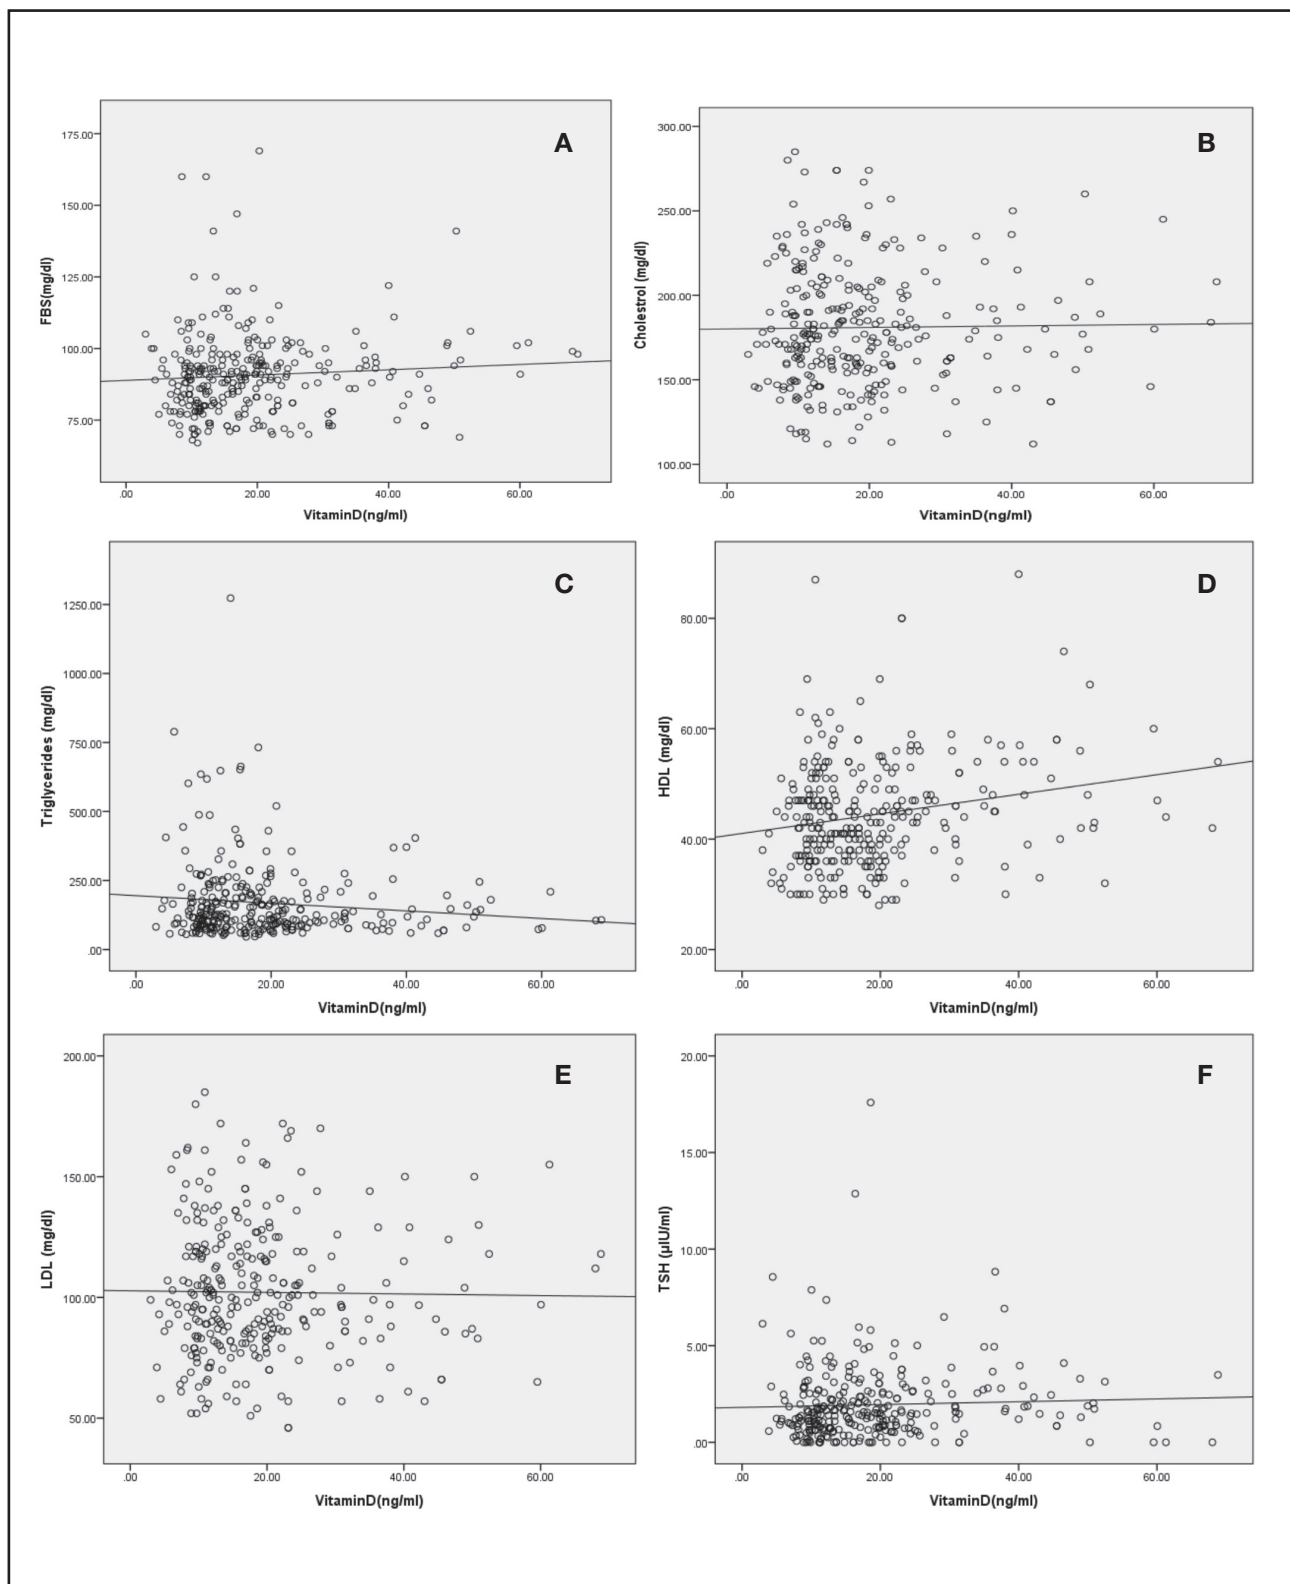 A
175.00
150.00
125.00
100.00
75.00
FBS(mg/dl)
.00 20.00 40.00 60.00
VitaminD(ng/ml)
B
300.00
250.00
200.00
150.00
100.00
Cholestrol (mg/dl)
.00 20.00 40.00 60.00
VitaminD(ng/ml)
C
1250.00
1000.00
750.00
500.00
250.00
.00
Triglycerides (mg/dl)
.00 20.00 40.00 60.00
VitaminD(ng/ml)
D
80.00
60.00
40.00
20.00
HDL (mg/dl)
.00 20.00 40.00 60.00
VitaminD(ng/ml)
E
200.00
150.00
100.00
50.00
LDL (mg/dl)
.00 20.00 40.00 60.00
VitaminD(ng/ml)
F
20.00
15.00
10.00
5.00
.00
TSH (µIU/ml)
.00 20.00 40.00 60.00
VitaminD(ng/ml)